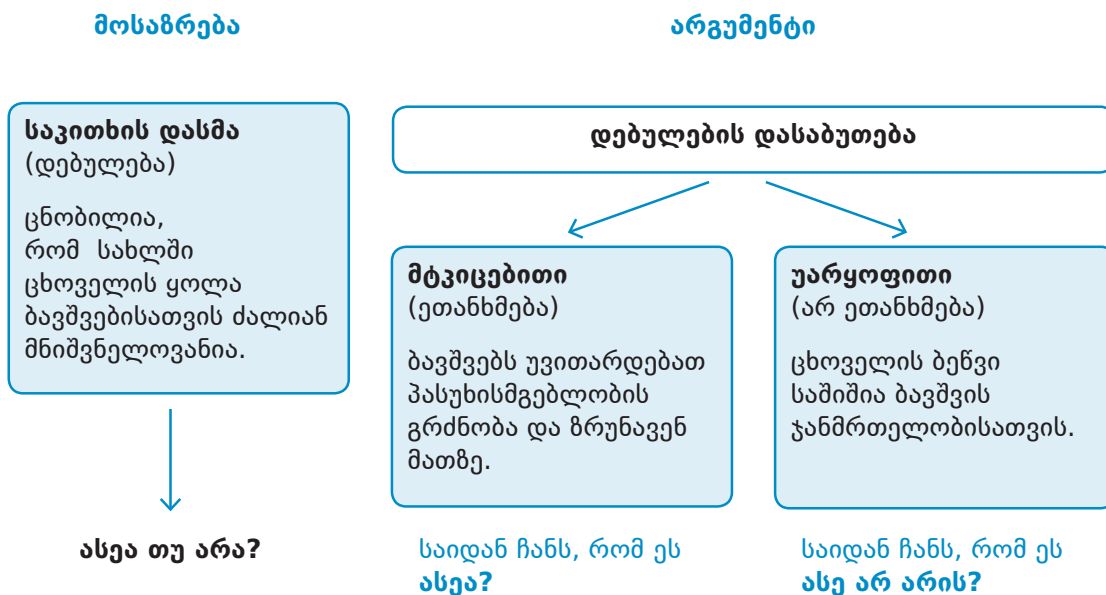 მოსაზრება
არგუმენტი
საკითხის დასმა
(დებულება)
ცნობილია,
რომ სახლში
ცხოველის ყოლა
ბავშვებისათვის ძალიან
მნიშვნელოვანია.
ასეა თუ არა?
დებულების დასაბუთება
მტკიცებითი
(ეთანხმება)
ბავშვებს უვითარდებათ
პასუხისმგებლობის
გრძნობა და ზრუნავენ
მათზე.
საიდან ჩანს, რომ ეს
ასეა?
უარყოფითი
(არ ეთანხმება)
ცხოველის ბეწვი
საშიშია ბავშვის
ჯანმრთელობისათვის.
საიდან ჩანს, რომ ეს
ასე არ არის?